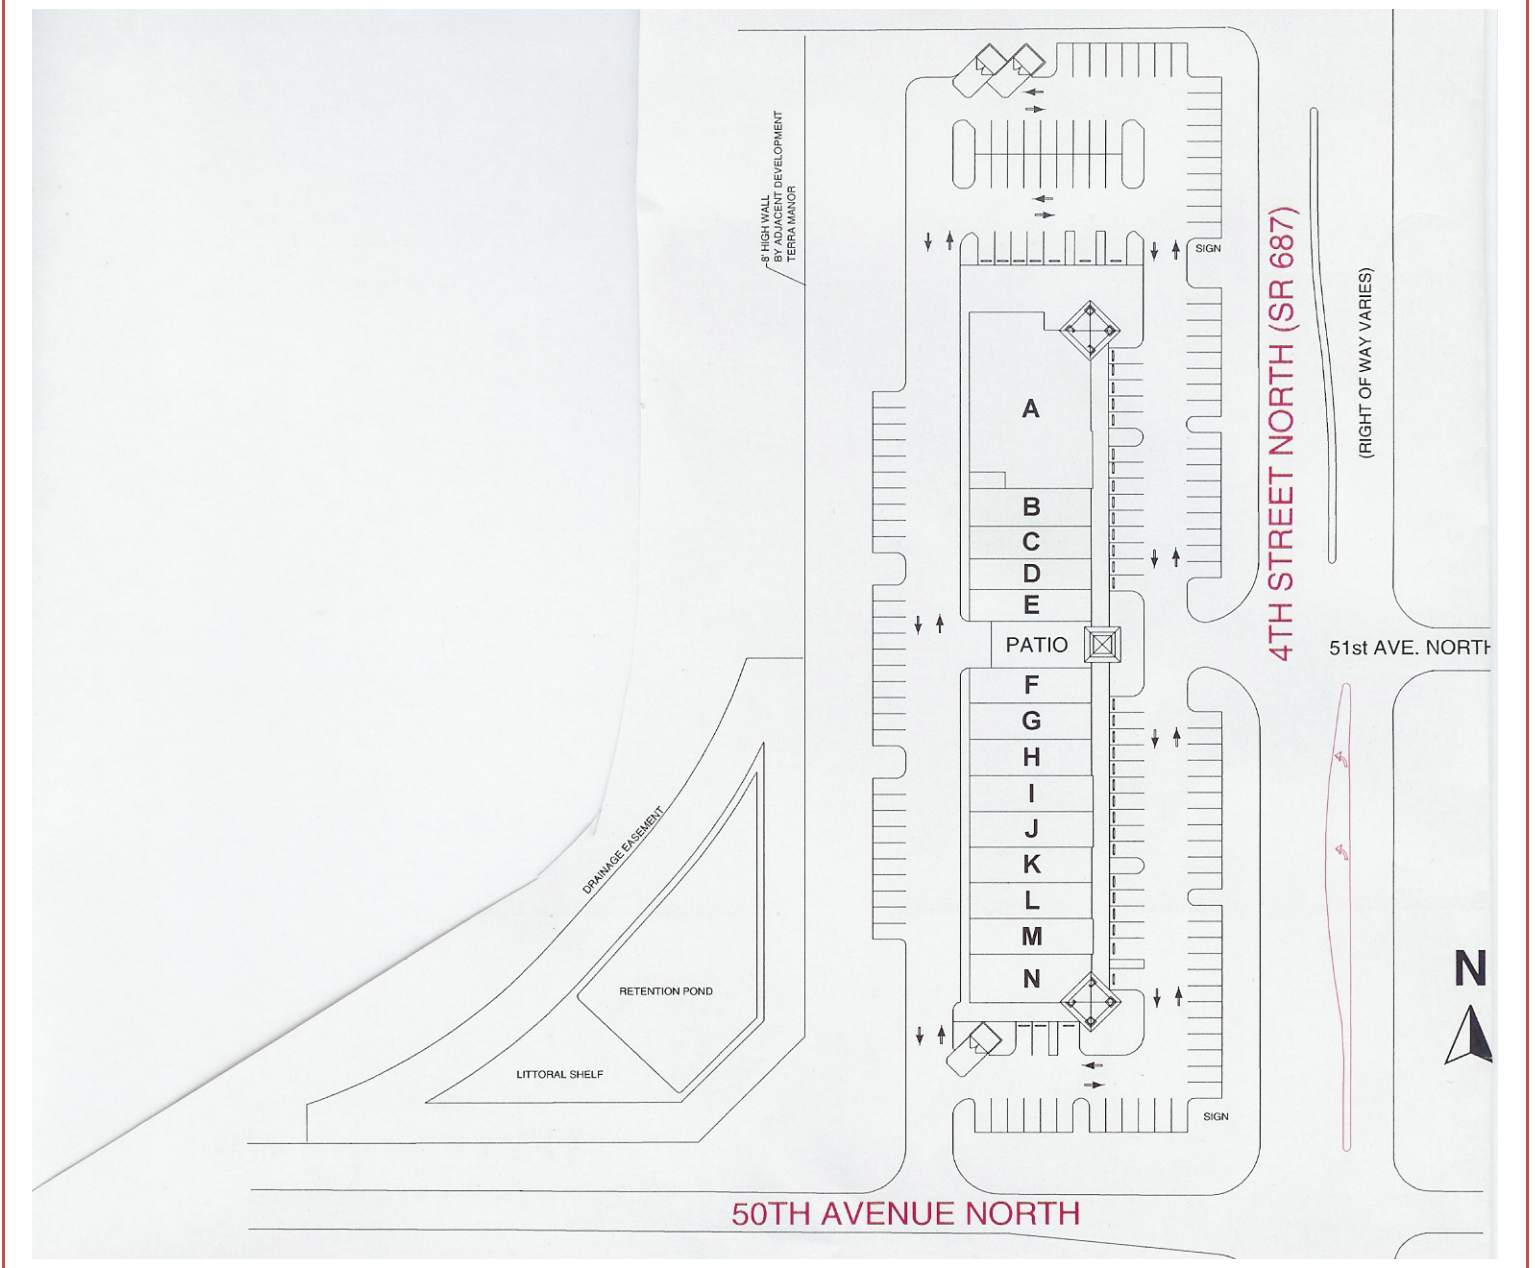 8' HIGH WALL
BY ADJACENT DEVELOPMENT
TERRA MANOR
SIGN
4TH STREET NORTH (SR 687)
(RIGHT OF WAY VARIES)
A
B
C
D
E
PATIO
51st AVE. NORTH
F
G
H
I
J
K
L
M
N
DRAINAGE EASEMENT
RETENTION POND
LITTORAL SHELF
N
SIGN
50TH AVENUE NORTH